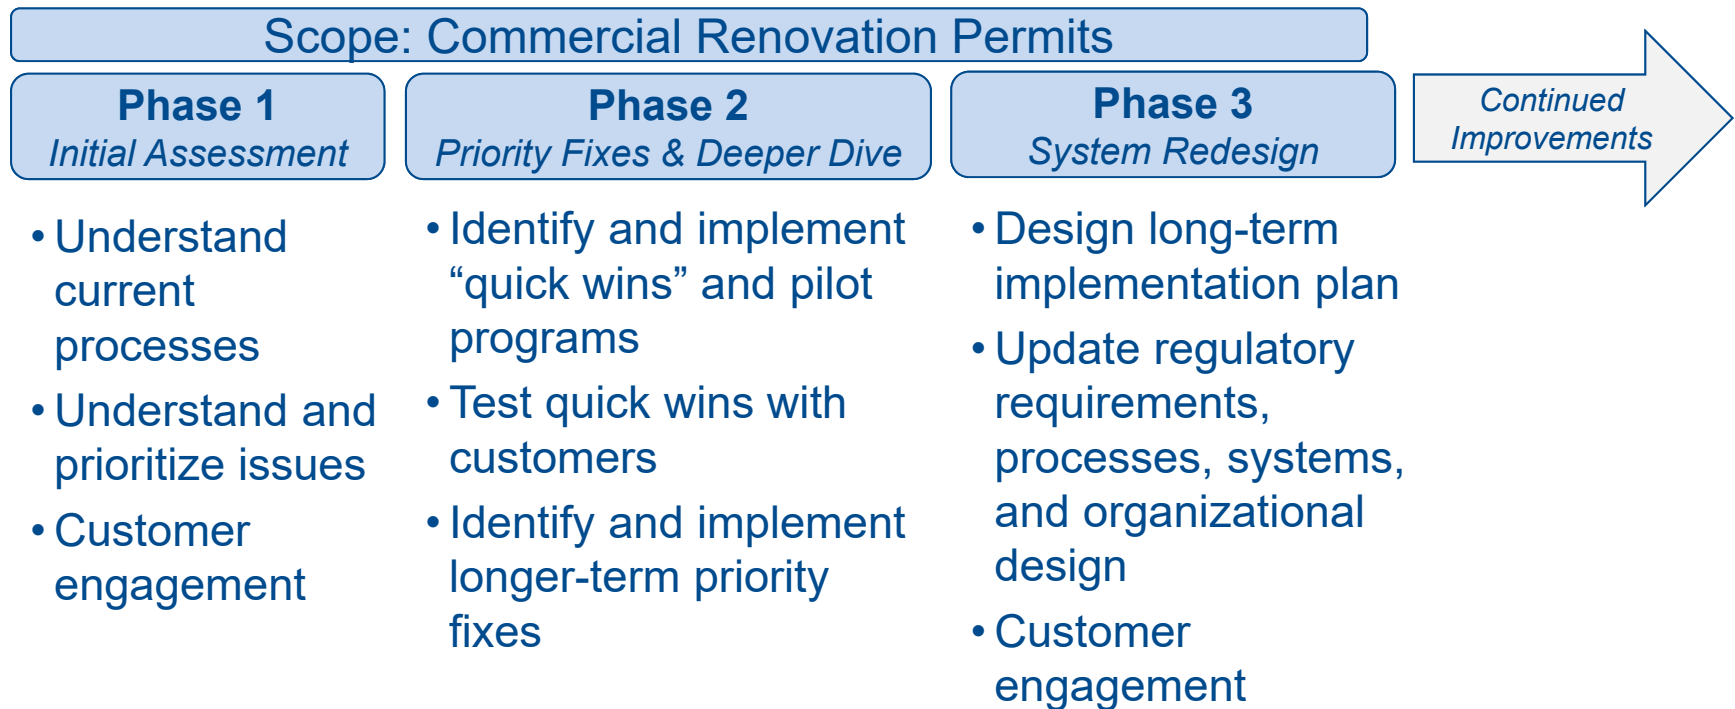 Scope: Commercial Renovation Permits
Phase 1
Initial Assessment
• Understand
current
processes
• Understand and
prioritize issues
• Customer
engagement
Phase 2
Priority Fixes & Deeper Dive
• Identify and implement
“quick wins” and pilot
programs
• Test quick wins with
customers
• Identify and implement
longer-term priority
fixes
Phase 3
System Redesign
• Design long-term
implementation plan
• Update regulatory
requirements,
processes, systems,
and organizational
design
• Customer
engagement
Continued
Improvements